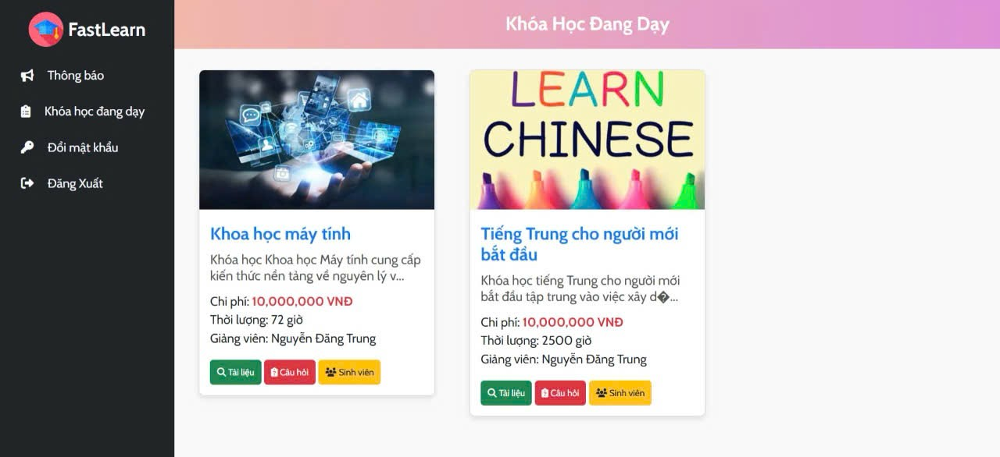 FastLearn
Thông báo
Khóa học đang dạy
Đổi mật khẩu
Đăng Xuất
Khóa Học Đang Dạy
Khoa học máy tính
Khóa học Khoa học Máy tính cung cấp
kiến thức nền tảng về nguyên lý v...
Chi phí: 10,000,000 VNĐ
Thời lượng: 72 giờ
Giảng viên: Nguyễn Đăng Trung
Tài liệu Câu hỏi Sinh viên
LEARN
CHINESE
Tiếng Trung cho người mới
bắt đầu
Khóa học tiếng Trung cho người mới
bắt đầu tập trung vào việc xây d�...
Chi phí: 10,000,000 VNĐ
Thời lượng: 2500 giờ
Giảng viên: Nguyễn Đăng Trung
Tài liệu Câu hỏi Sinh viên